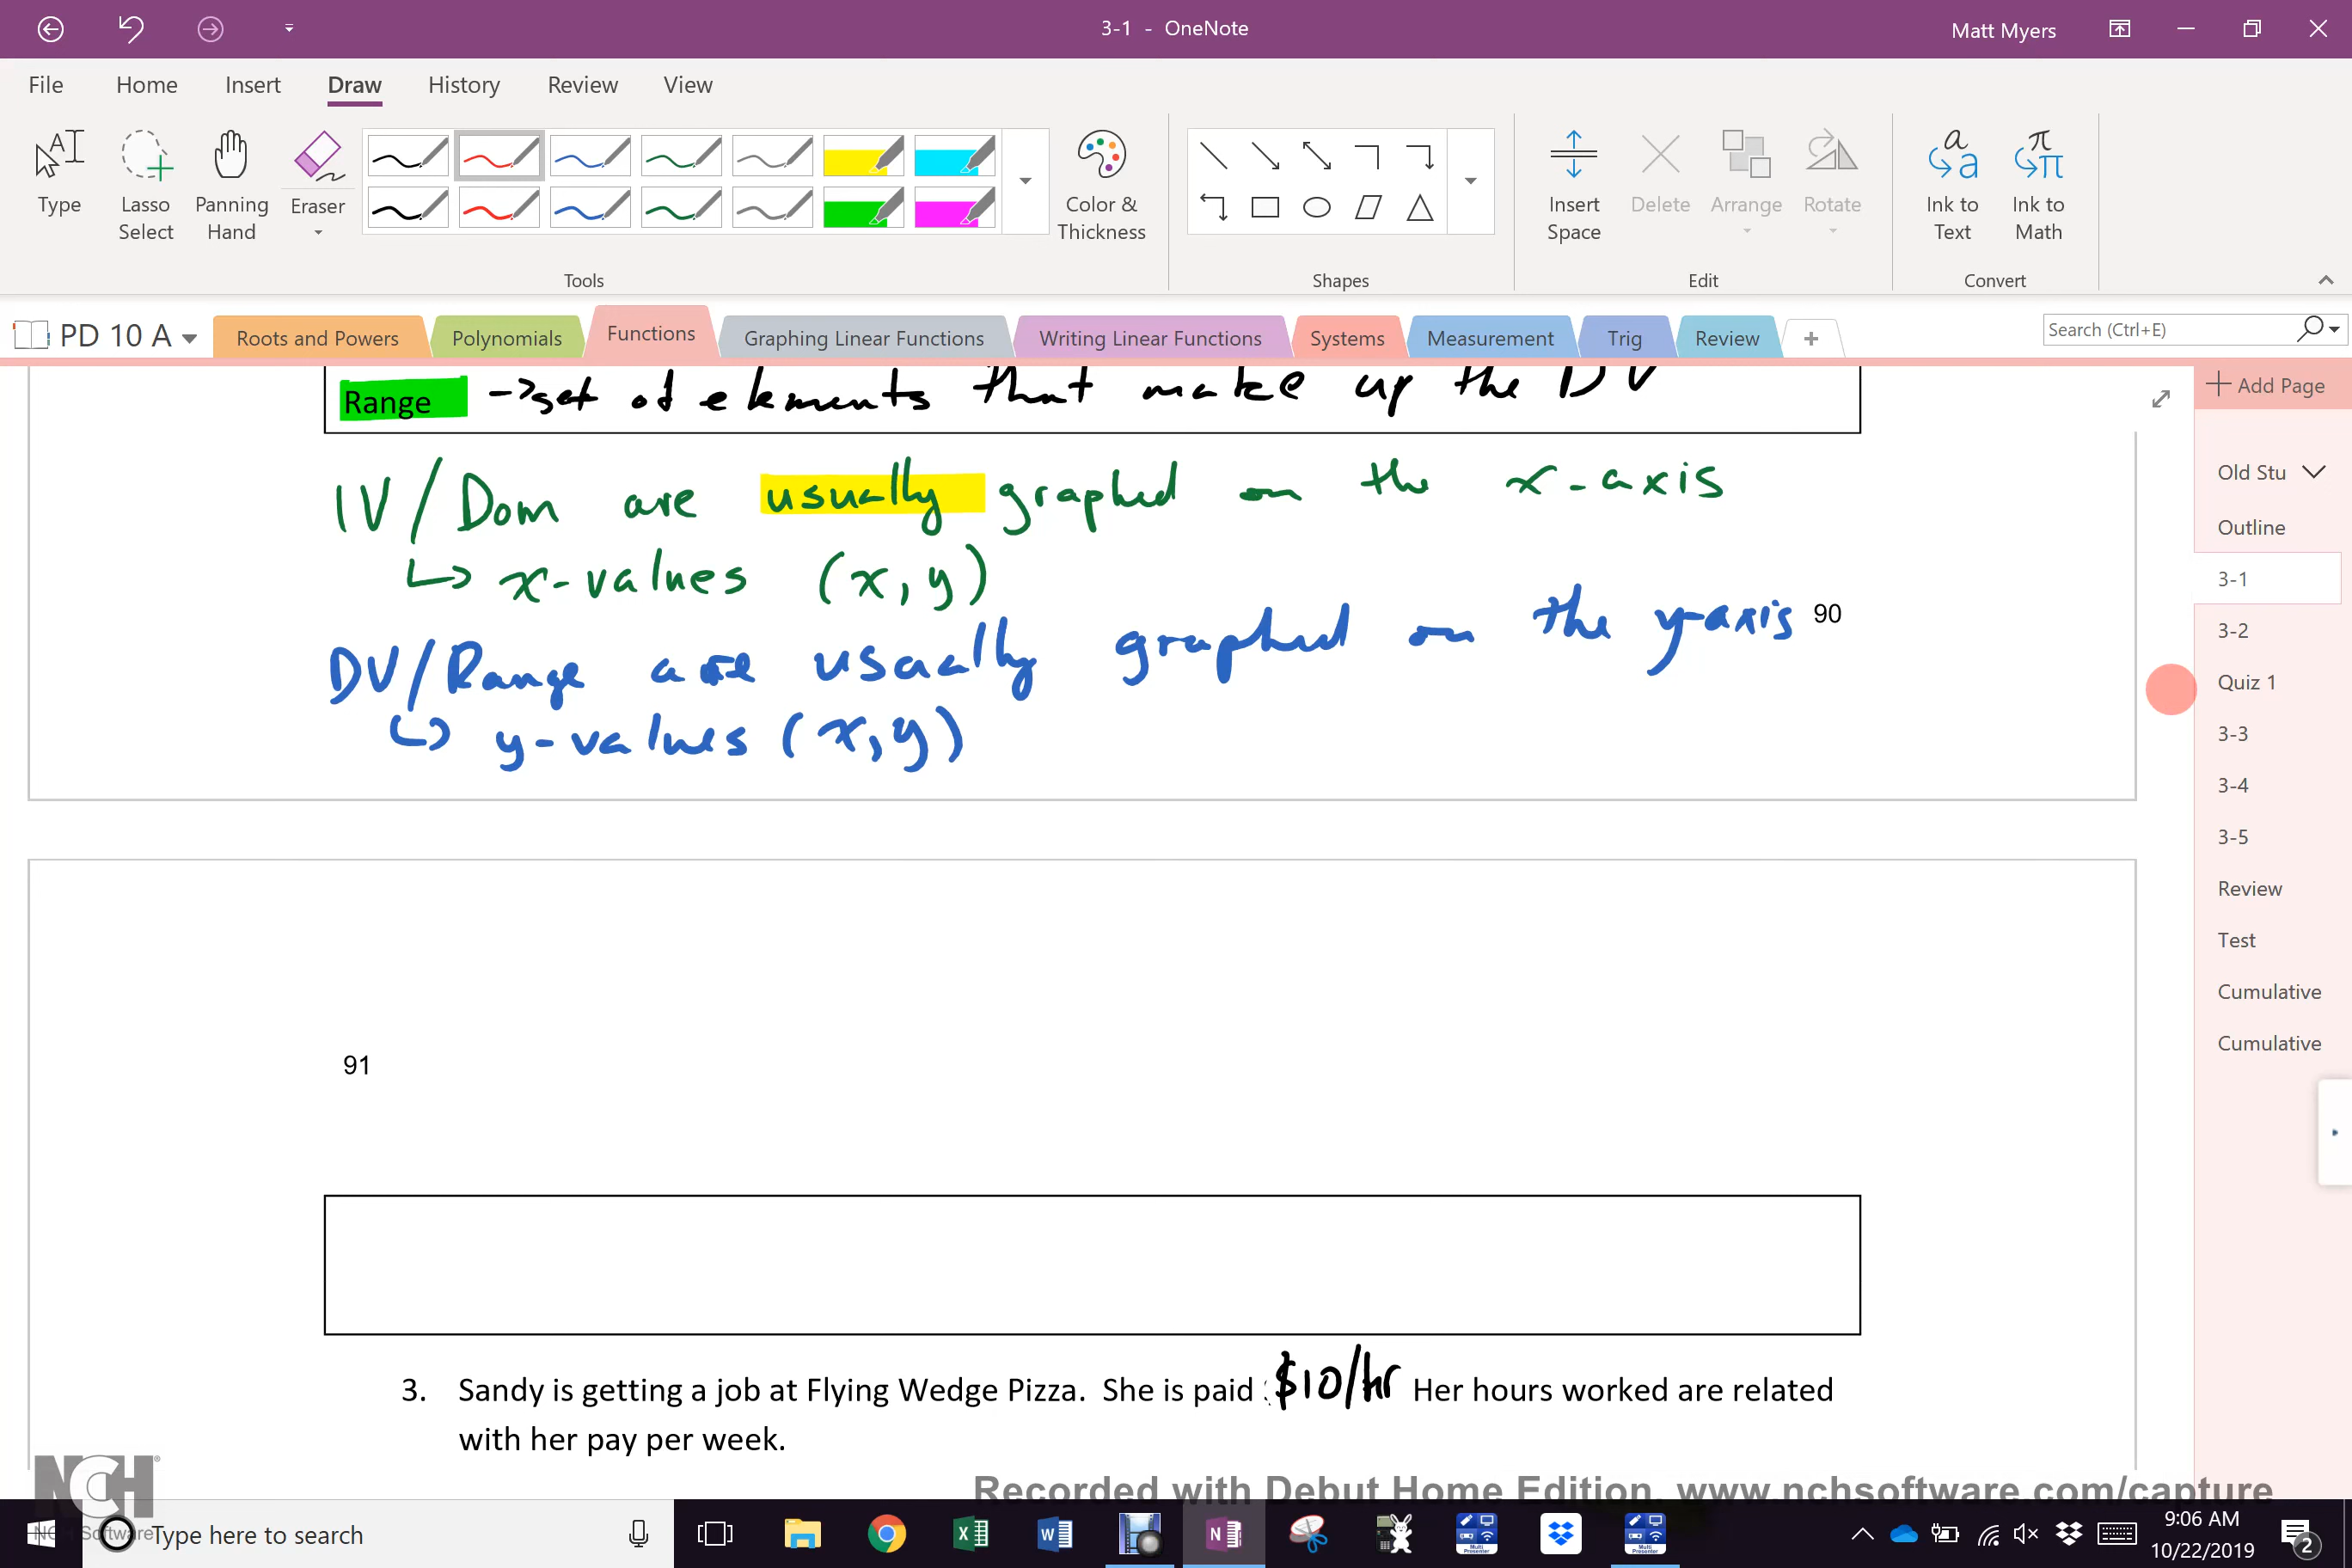 3-1 - OneNote
Matt Myers
File Home Insert Draw History Review View
Type
Lasso Select
Panning Hand
Eraser
Color & Thickness
Insert Space
Delete
Arrange
Rotate
Ink to Text
Ink to Math
Tools
Shapes
Edit
Convert
PD 10 A
Roots and Powers
Polynomials
Functions
Graphing Linear Functions
Writing Linear Functions
Systems
Measurement
Trig
Review
+
Search (Ctrl+E)
Add Page
Old Stu
Outline
3-1
3-2
Quiz 1
3-3
3-4
3-5
Review
Test
Cumulative
Cumulative
Range → set of elements that make up the DV
IV/Dom are usually graphed on the x-axis
↳ x-values (x,y)
DV/Range are usually graphed on the y-axis 90
↳ y-values (x,y)
91
3. Sandy is getting a job at Flying Wedge Pizza. She is paid $10/hr Her hours worked are related
with her pay per week.
NCH
NCH Software
Recorded with Debut Home Edition. www.nchsoftware.com/capture
Type here to search
9:06 AM
10/22/2019
2